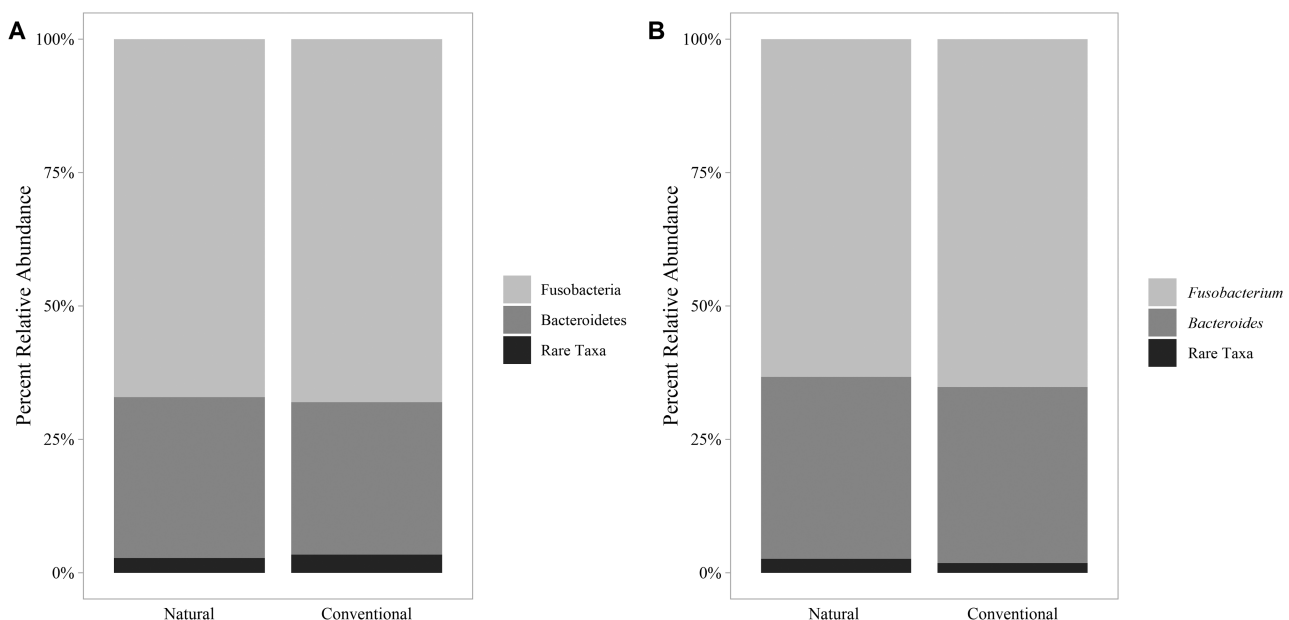 A
Percent Relative Abundance
100%
75%
50%
25%
0%
Natural
Conventional
Fusobacteria
Bacteroidetes
Rare Taxa
B
Percent Relative Abundance
100%
75%
50%
25%
0%
Natural
Conventional
Fusobacterium
Bacteroides
Rare Taxa